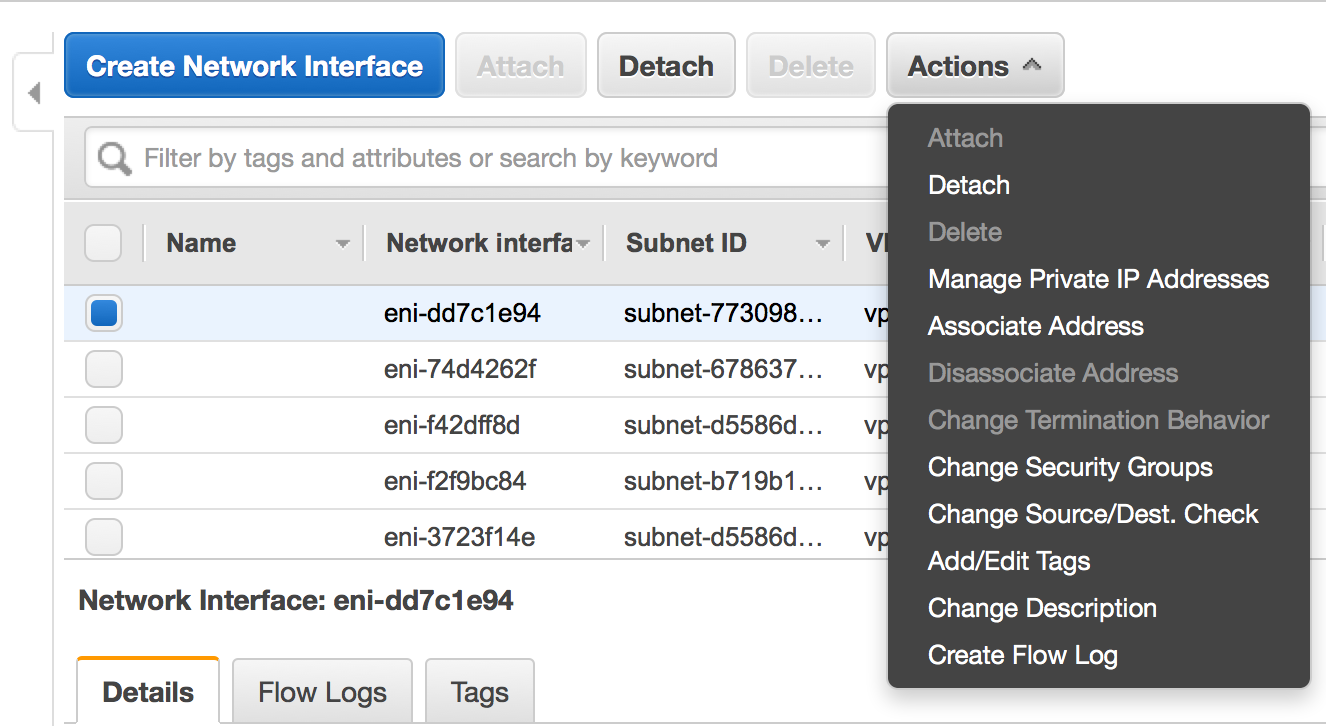 Create Network Interface Attach Detach Delete Actions
Filter by tags and attributes or search by keyword
Name Network interfa Subnet ID
eni-dd7c1e94 subnet-773098... vp
eni-74d4262f subnet-678637... vp
eni-f42dff8d subnet-d5586d... vp
eni-f2f9bc84 subnet-b719b1... vp
eni-3723f14e subnet-d5586d... vp
Attach
Detach
Delete
Manage Private IP Addresses
Associate Address
Disassociate Address
Change Termination Behavior
Change Security Groups
Change Source/Dest. Check
Add/Edit Tags
Change Description
Create Flow Log
Network Interface: eni-dd7c1e94
Details Flow Logs Tags